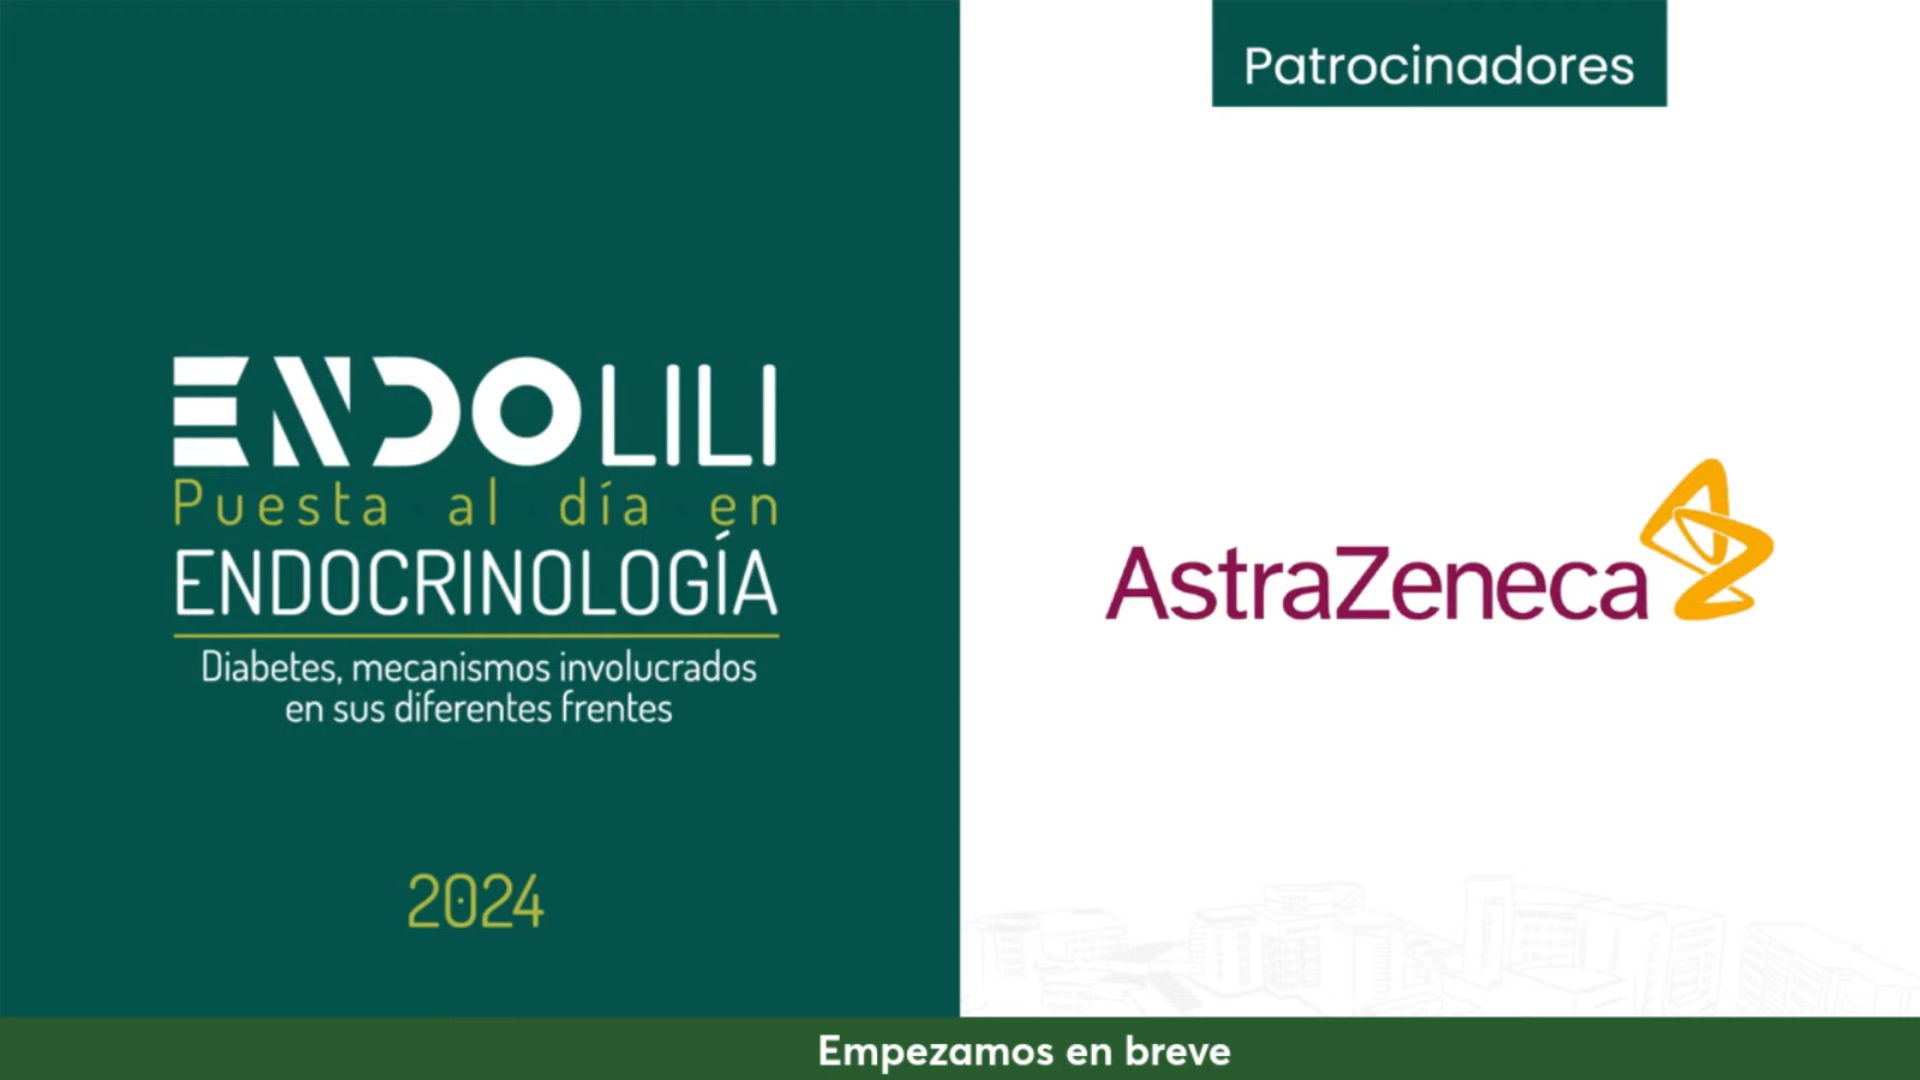 ENDOLILI
Puesta al día en
ENDOCRINOLOGÍA
Diabetes, mecanismos involucrados
en sus diferentes frentes
2024
Patrocinadores
AstraZeneca
Empezamos en breve